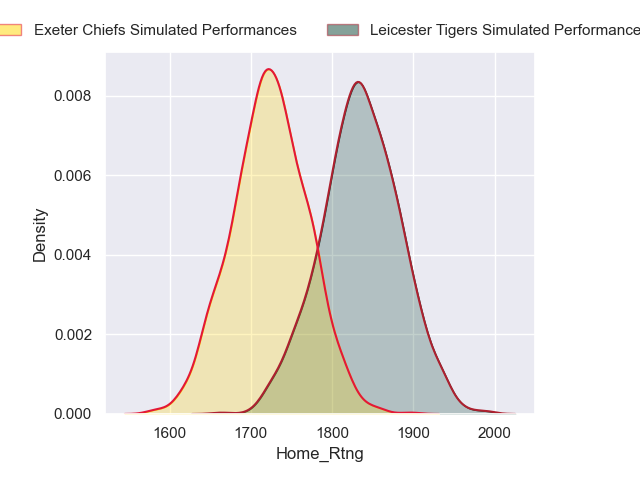 Exeter Chiefs Simulated Performances Leicester Tigers Simulated Performance
0.008
0.006
0.004
0.002
0.000
Density
1600 1700 1800 1900 2000
Home_Rtng